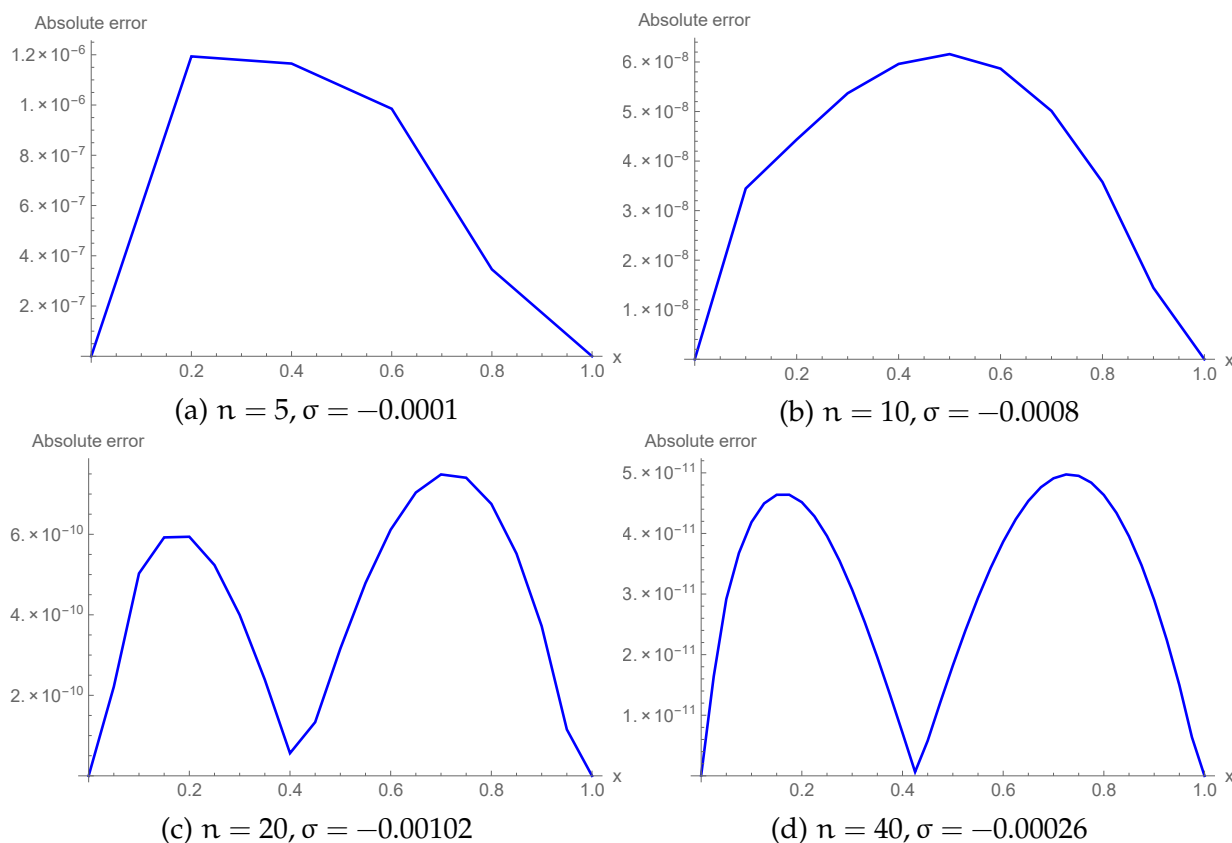 Absolute error
1.2×10⁻⁶
1.×10⁻⁶
8.×10⁻⁷
6.×10⁻⁷
4.×10⁻⁷
2.×10⁻⁷
0.2 0.4 0.6 0.8 1.0 x
(a) n = 5, σ = −0.0001
Absolute error
6.×10⁻⁸
5.×10⁻⁸
4.×10⁻⁸
3.×10⁻⁸
2.×10⁻⁸
1.×10⁻⁸
0.2 0.4 0.6 0.8 1.0 x
(b) n = 10, σ = −0.0008
Absolute error
6.×10⁻¹⁰
4.×10⁻¹⁰
2.×10⁻¹⁰
0.2 0.4 0.6 0.8 1.0 x
(c) n = 20, σ = −0.00102
Absolute error
5.×10⁻¹¹
4.×10⁻¹¹
3.×10⁻¹¹
2.×10⁻¹¹
1.×10⁻¹¹
0.2 0.4 0.6 0.8 1.0 x
(d) n = 40, σ = −0.00026